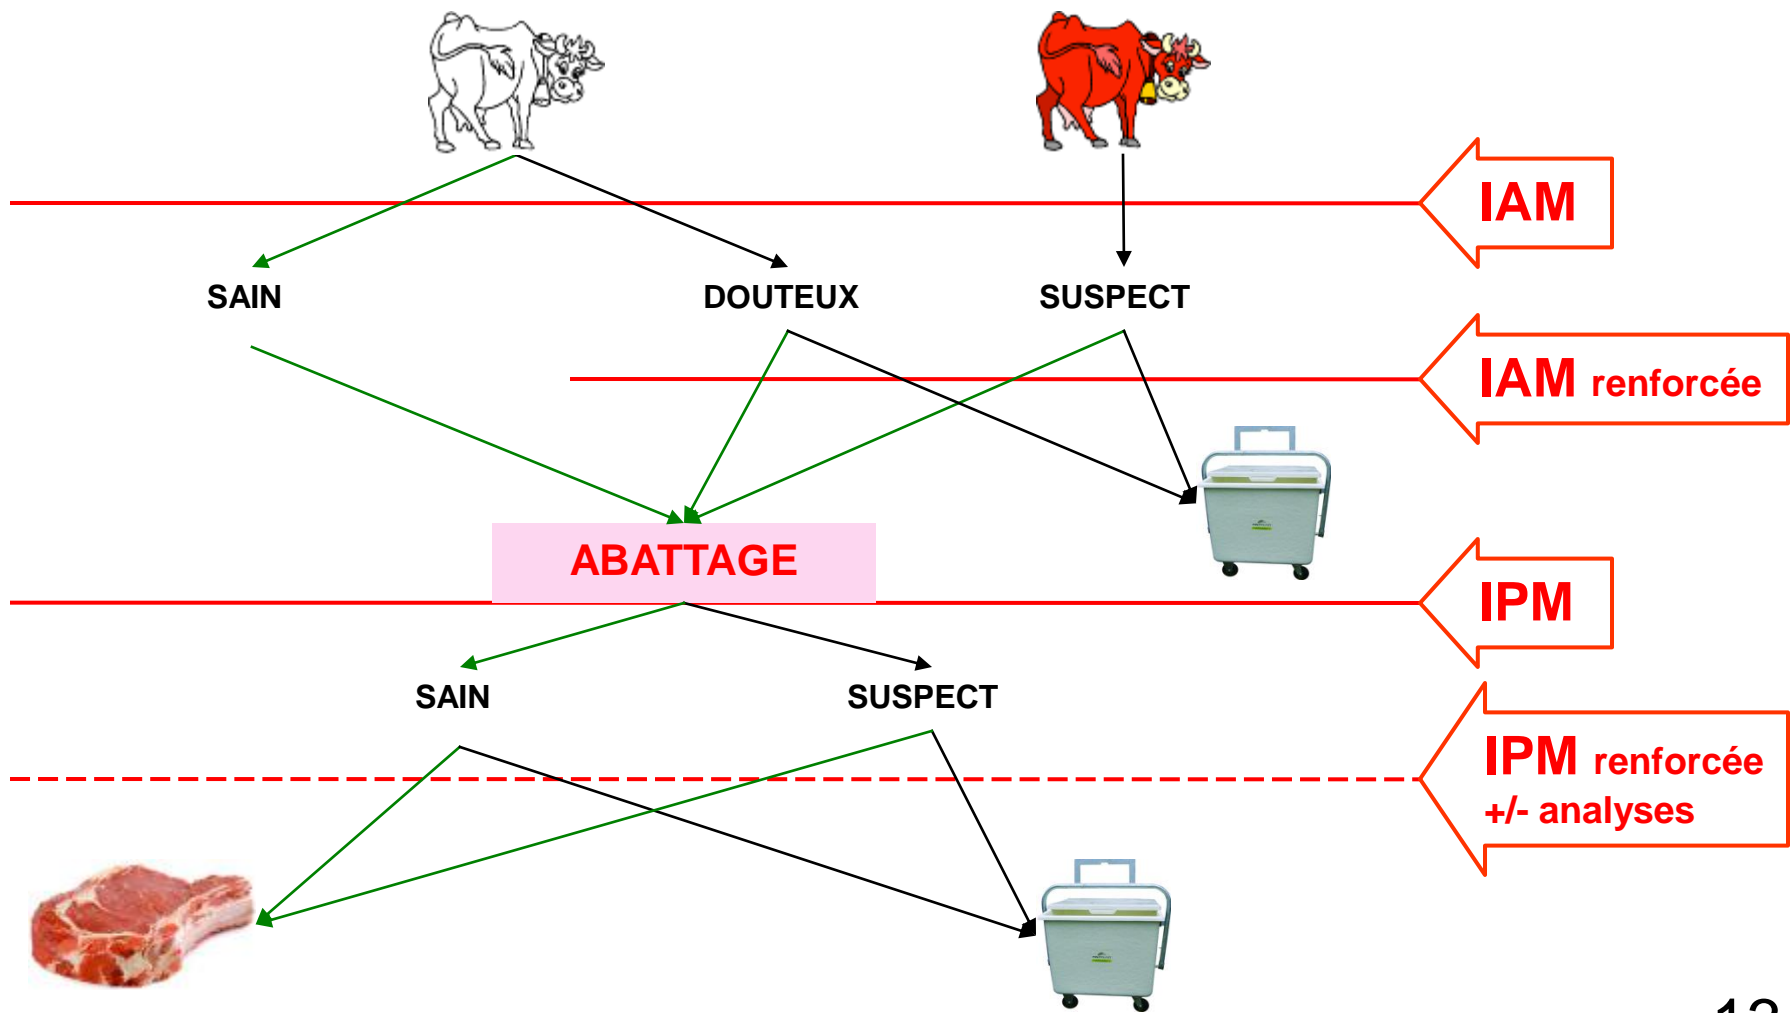 IAM
SAIN
DOUTEUX
SUSPECT
IAM renforcée
ABATTAGE
IPM
SAIN
SUSPECT
IPM renforcée
+/- analyses